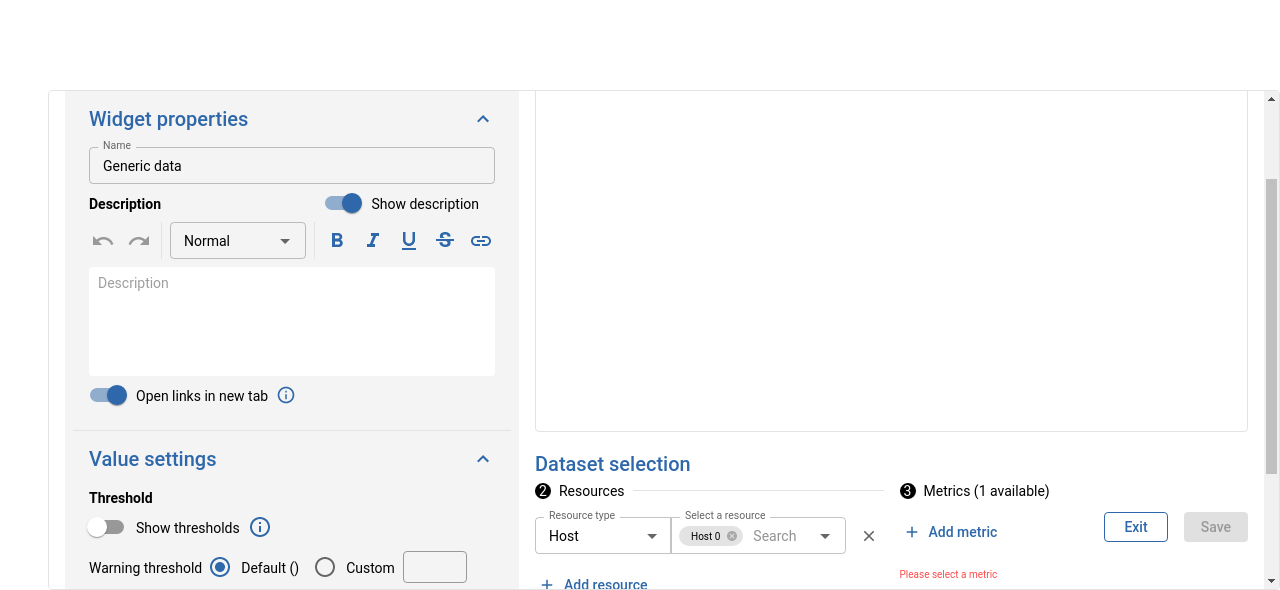 Widget properties
Name
Generic data
Description
Show description
Normal
B I U S
Description
Open links in new tab
Value settings
Threshold
Show thresholds
Warning threshold
Default ()
Custom
Dataset selection
2 Resources
Resource type
Host
Select a resource
Host 0
Search
Add resource
3 Metrics (1 available)
Add metric
Please select a metric
Exit
Save